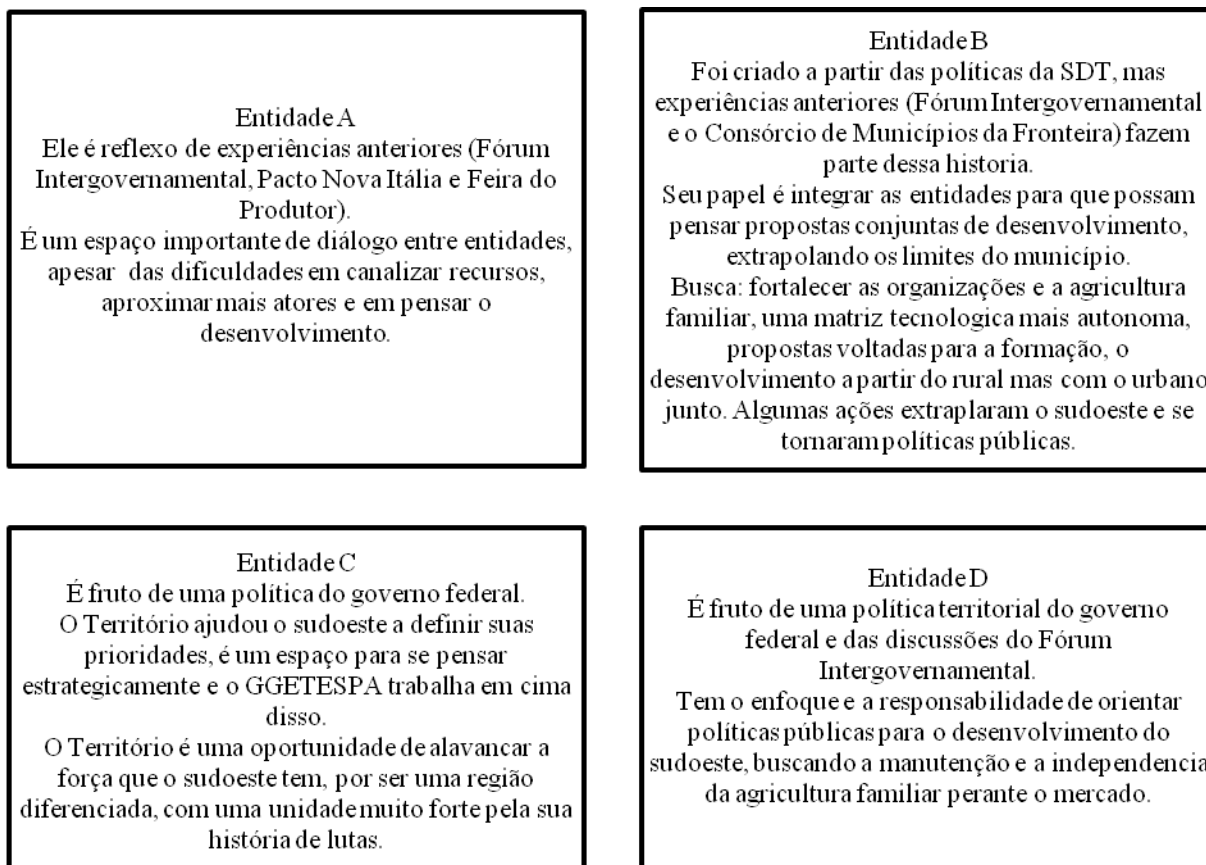 Entidade A
Ele é reflexo de experiências anteriores (Fórum
Intergovernamental, Pacto Nova Itália e Feira do
Produtor).
É um espaço importante de diálogo entre entidades,
apesar das dificuldades em canalizar recursos,
aproximar mais atores e em pensar o
desenvolvimento.
Entidade B
Foi criado a partir das políticas da SDT, mas
experiências anteriores (Fórum Intergovernamental
e o Consórcio de Municípios da Fronteira) fazem
parte dessa historia.
Seu papel é integrar as entidades para que possam
pensar propostas conjuntas de desenvolvimento,
extrapolando os limites do município.
Busca: fortalecer as organizações e a agricultura
familiar, uma matriz tecnologica mais autonoma,
propostas voltadas para a formação, o
desenvolvimento a partir do rural mas com o urbano
junto. Algumas ações extraplaram o sudoeste e se
tornaram políticas públicas.
Entidade C
É fruto de uma política do governo federal.
O Território ajudou o sudoeste a definir suas
prioridades, é um espaço para se pensar
estrategicamente e o GGETESPA trabalha em cima
disso.
O Território é uma oportunidade de alavancar a
força que o sudoeste tem, por ser uma região
diferenciada, com uma unidade muito forte pela sua
história de lutas.
Entidade D
É fruto de uma política territorial do governo
federal e das discussões do Fórum
Intergovernamental.
Tem o enfoque e a responsabilidade de orientar
políticas públicas para o desenvolvimento do
sudoeste, buscando a manutenção e a independencia
da agricultura familiar perante o mercado.